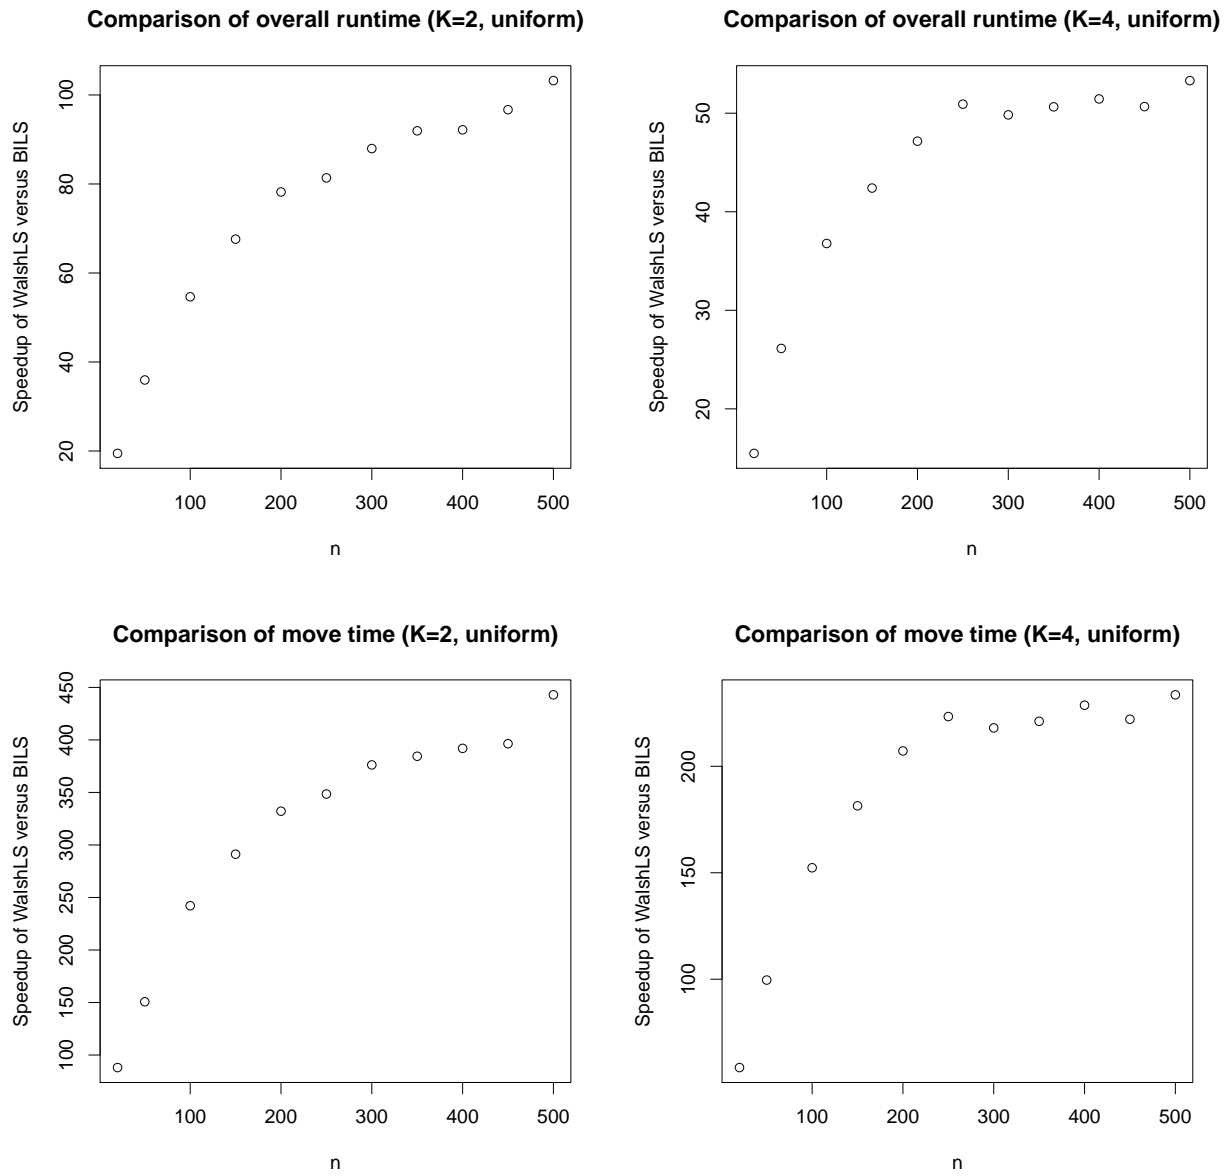 Comparison of overall runtime (K=2, uniform)
Speedup of WalshLS versus BILS
100
80
60
40
20
100 200 300 400 500
n
Comparison of overall runtime (K=4, uniform)
Speedup of WalshLS versus BILS
50
40
30
20
100 200 300 400 500
n
Comparison of move time (K=2, uniform)
Speedup of WalshLS versus BILS
450
400
350
300
250
200
150
100
100 200 300 400 500
n
Comparison of move time (K=4, uniform)
Speedup of WalshLS versus BILS
200
150
100
100 200 300 400 500
n